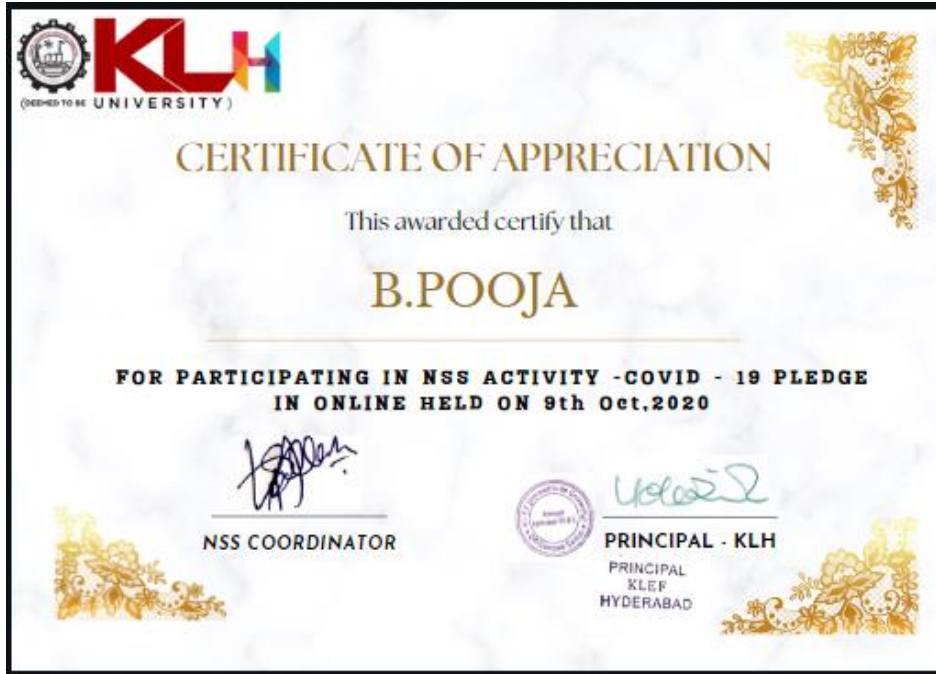 KLH
(DEEMED TO BE UNIVERSITY)
CERTIFICATE OF APPRECIATION
This awarded certify that
B.POOJA
FOR PARTICIPATING IN NSS ACTIVITY -COVID - 19 PLEDGE
IN ONLINE HELD ON 9th Oct,2020
NSS COORDINATOR
PRINCIPAL - KLH
PRINCIPAL
KLEF
HYDERABAD